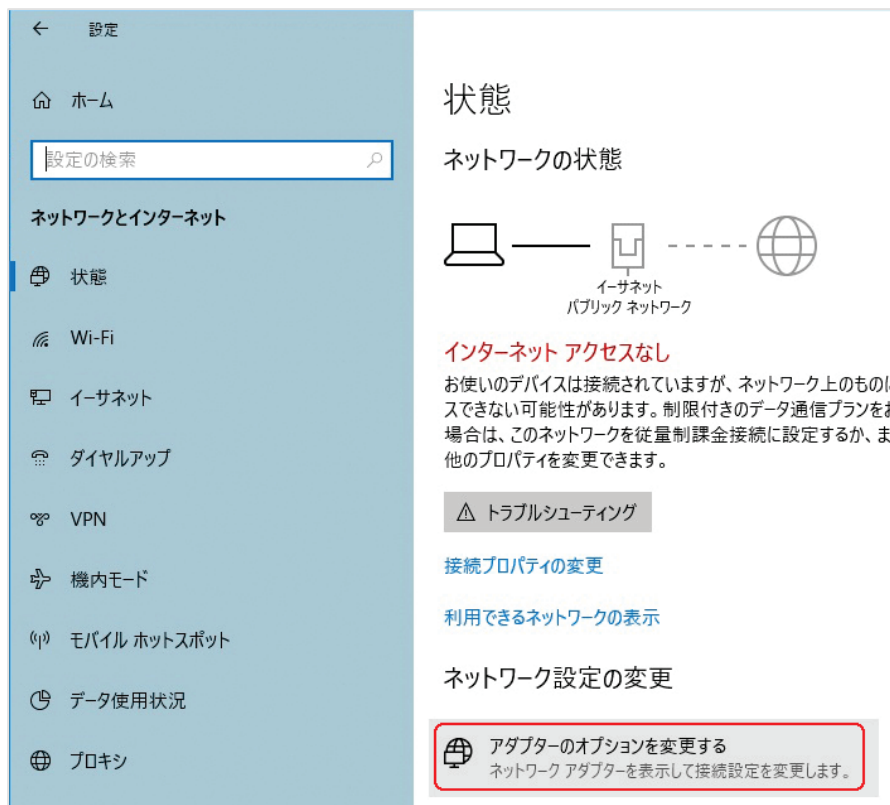 設定
ホーム
設定の検索
ネットワークとインターネット
状態
Wi-Fi
イーサネット
ダイヤルアップ
VPN
機内モード
モバイル ホットスポット
データ使用状況
プロキシ
状態
ネットワークの状態
イーサネット
パブリック ネットワーク
インターネット アクセスなし
お使いのデバイスは接続されていますが、ネットワーク上のもの
スできない可能性があります。制限付きのデータ通信プランをお
場合は、このネットワークを従量制課金接続に設定するか、ま
他のプロパティを変更できます。
トラブルシューティング
接続プロパティの変更
利用できるネットワークの表示
ネットワーク設定の変更
アダプターのオプションを変更する
ネットワーク アダプターを表示して接続設定を変更します。